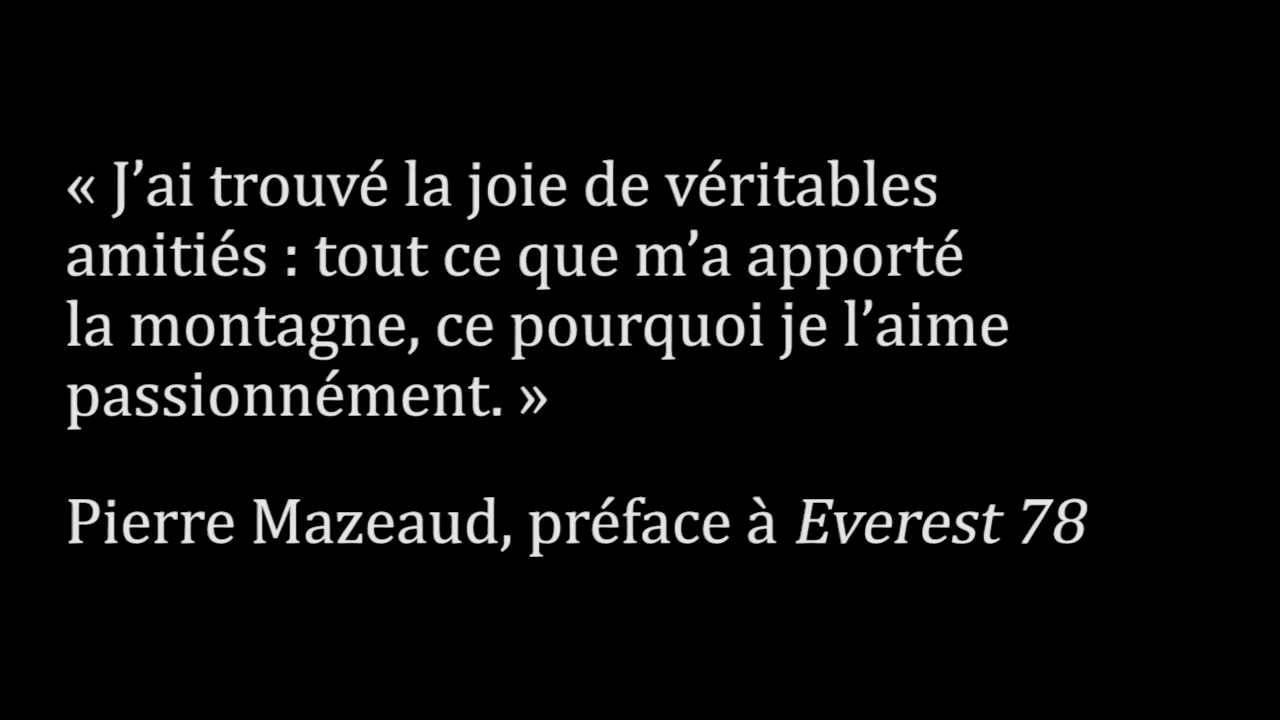 « J’ai trouvé la joie de véritables
amitiés : tout ce que m’a apporté
la montagne, ce pourquoi je l’aime
passionnément. »
Pierre Mazeaud, préface à Everest 78